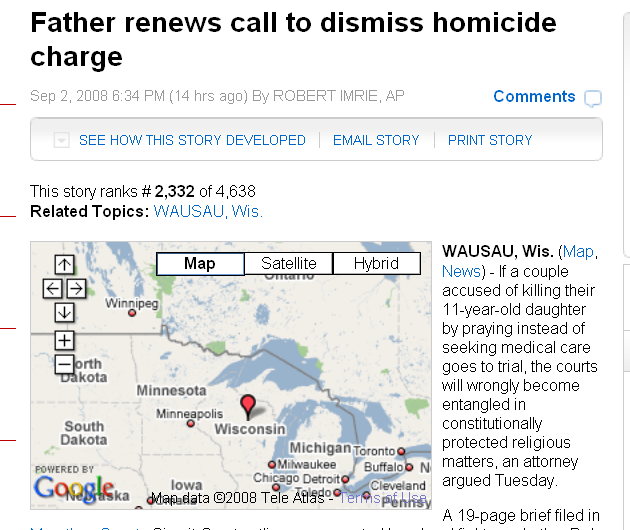 Father renews call to dismiss homicide
charge
Sep 2, 2008 6:34 PM (14 hrs ago) By ROBERT IMRIE, AP
Comments
SEE HOW THIS STORY DEVELOPED
EMAIL STORY
PRINT STORY
This story ranks # 2,332 of 4,638
Related Topics: WAUSAU, Wis.
Map
Satellite
Hybrid
Ontario
Winnipeg
North
Dakota
Minnesota
Minneapolis
South
Dakota
Wisconsin
Michigan
Toronto
Milwaukee
Buffalo
Chicago
Detroit
Cleveland
Iowa
Toledo
Nebraska
Pennsy
POWERED BY
Google
Map data ©2008 Tele Atlas - Terms of Use
WAUSAU, Wis. (Map,
News) - If a couple
accused of killing their
11-year-old daughter
by praying instead of
seeking medical care
goes to trial, the courts
will wrongly become
entangled in
constitutionally
protected religious
matters, an attorney
argued Tuesday.
A 19-page brief filed in